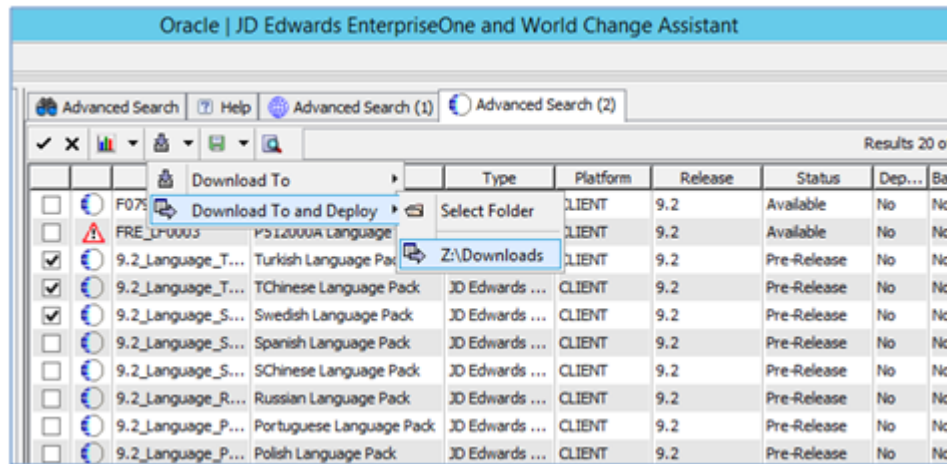 Oracle | JD Edwards EnterpriseOne and World Change Assistant
Advanced Search Help Advanced Search (1) Advanced Search (2)
Results 20 o
Download To
Download To and Deploy
Select Folder
Z:\Downloads
Type Platform Release Status Dep... Ba
F079 CLIENT 9.2 Available No No
FRE_LF0003 P512000A Language CLIENT 9.2 Available No No
9.2_Language_T... Turkish Language Pac CLIENT 9.2 Pre-Release No No
9.2_Language_T... TChinese Language Pack JD Edwards ... CLIENT 9.2 Pre-Release No No
9.2_Language_S... Swedish Language Pack JD Edwards ... CLIENT 9.2 Pre-Release No No
9.2_Language_S... Spanish Language Pack JD Edwards ... CLIENT 9.2 Pre-Release No No
9.2_Language_S... SChinese Language Pack JD Edwards ... CLIENT 9.2 Pre-Release No No
9.2_Language_R... Russian Language Pack JD Edwards ... CLIENT 9.2 Pre-Release No No
9.2_Language_P... Portuguese Language Pack JD Edwards ... CLIENT 9.2 Pre-Release No No
9.2_Language_P... Polish Language Pack JD Edwards ... CLIENT 9.2 Pre-Release No No